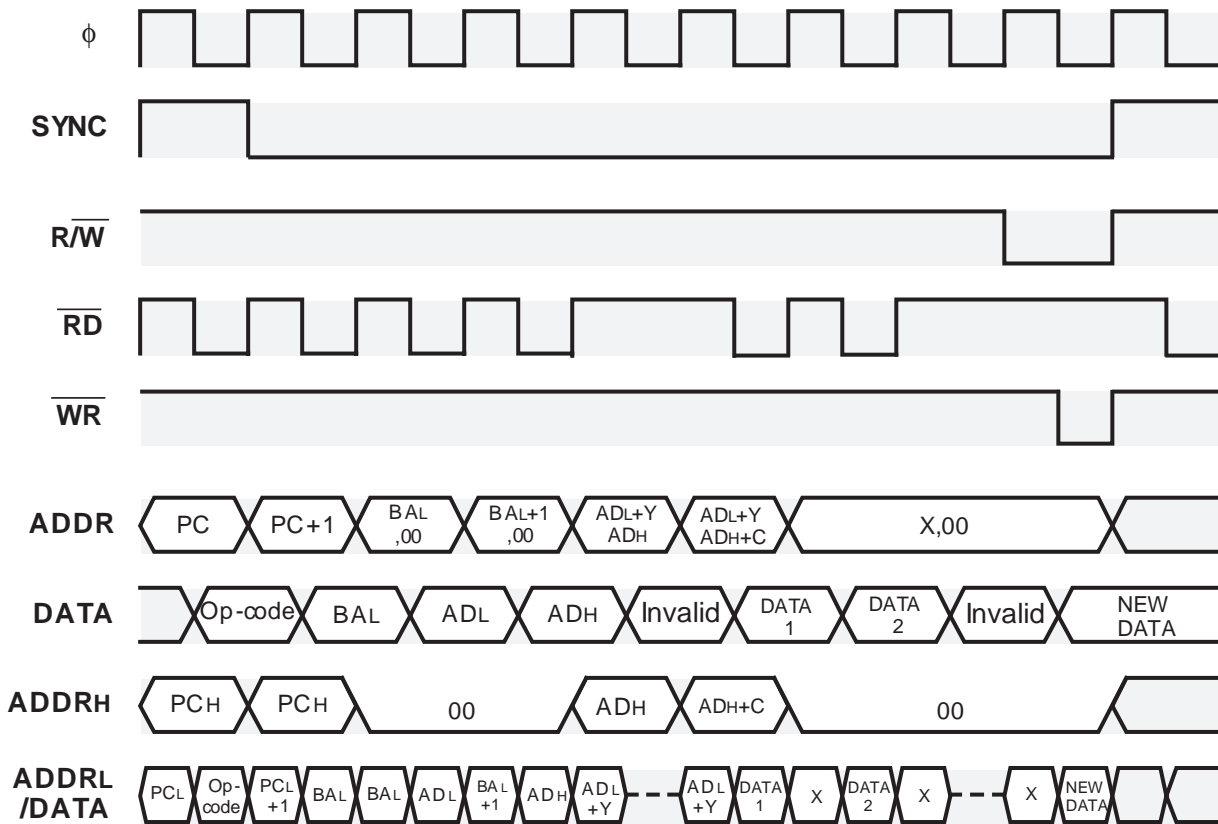 ϕ
SYNC
R/W
RD
WR
ADDR
PC
PC+1
BAL
,00
BAL+1
,00
ADL+Y
ADH
ADL+Y
ADH+C
X,00
DATA
Op-code
BAL
ADL
ADH
Invalid
DATA
1
DATA
2
Invalid
NEW
DATA
ADDRH
PCH
PCH
00
ADH
ADH+C
00
ADDRL
/DATA
PCL
Op-
code
PCL
+1
BAL
BAL
ADL
BAL
+1
ADH
ADL
+Y
ADL
+Y
DATA
1
X
DATA
2
X
X
NEW
DATA